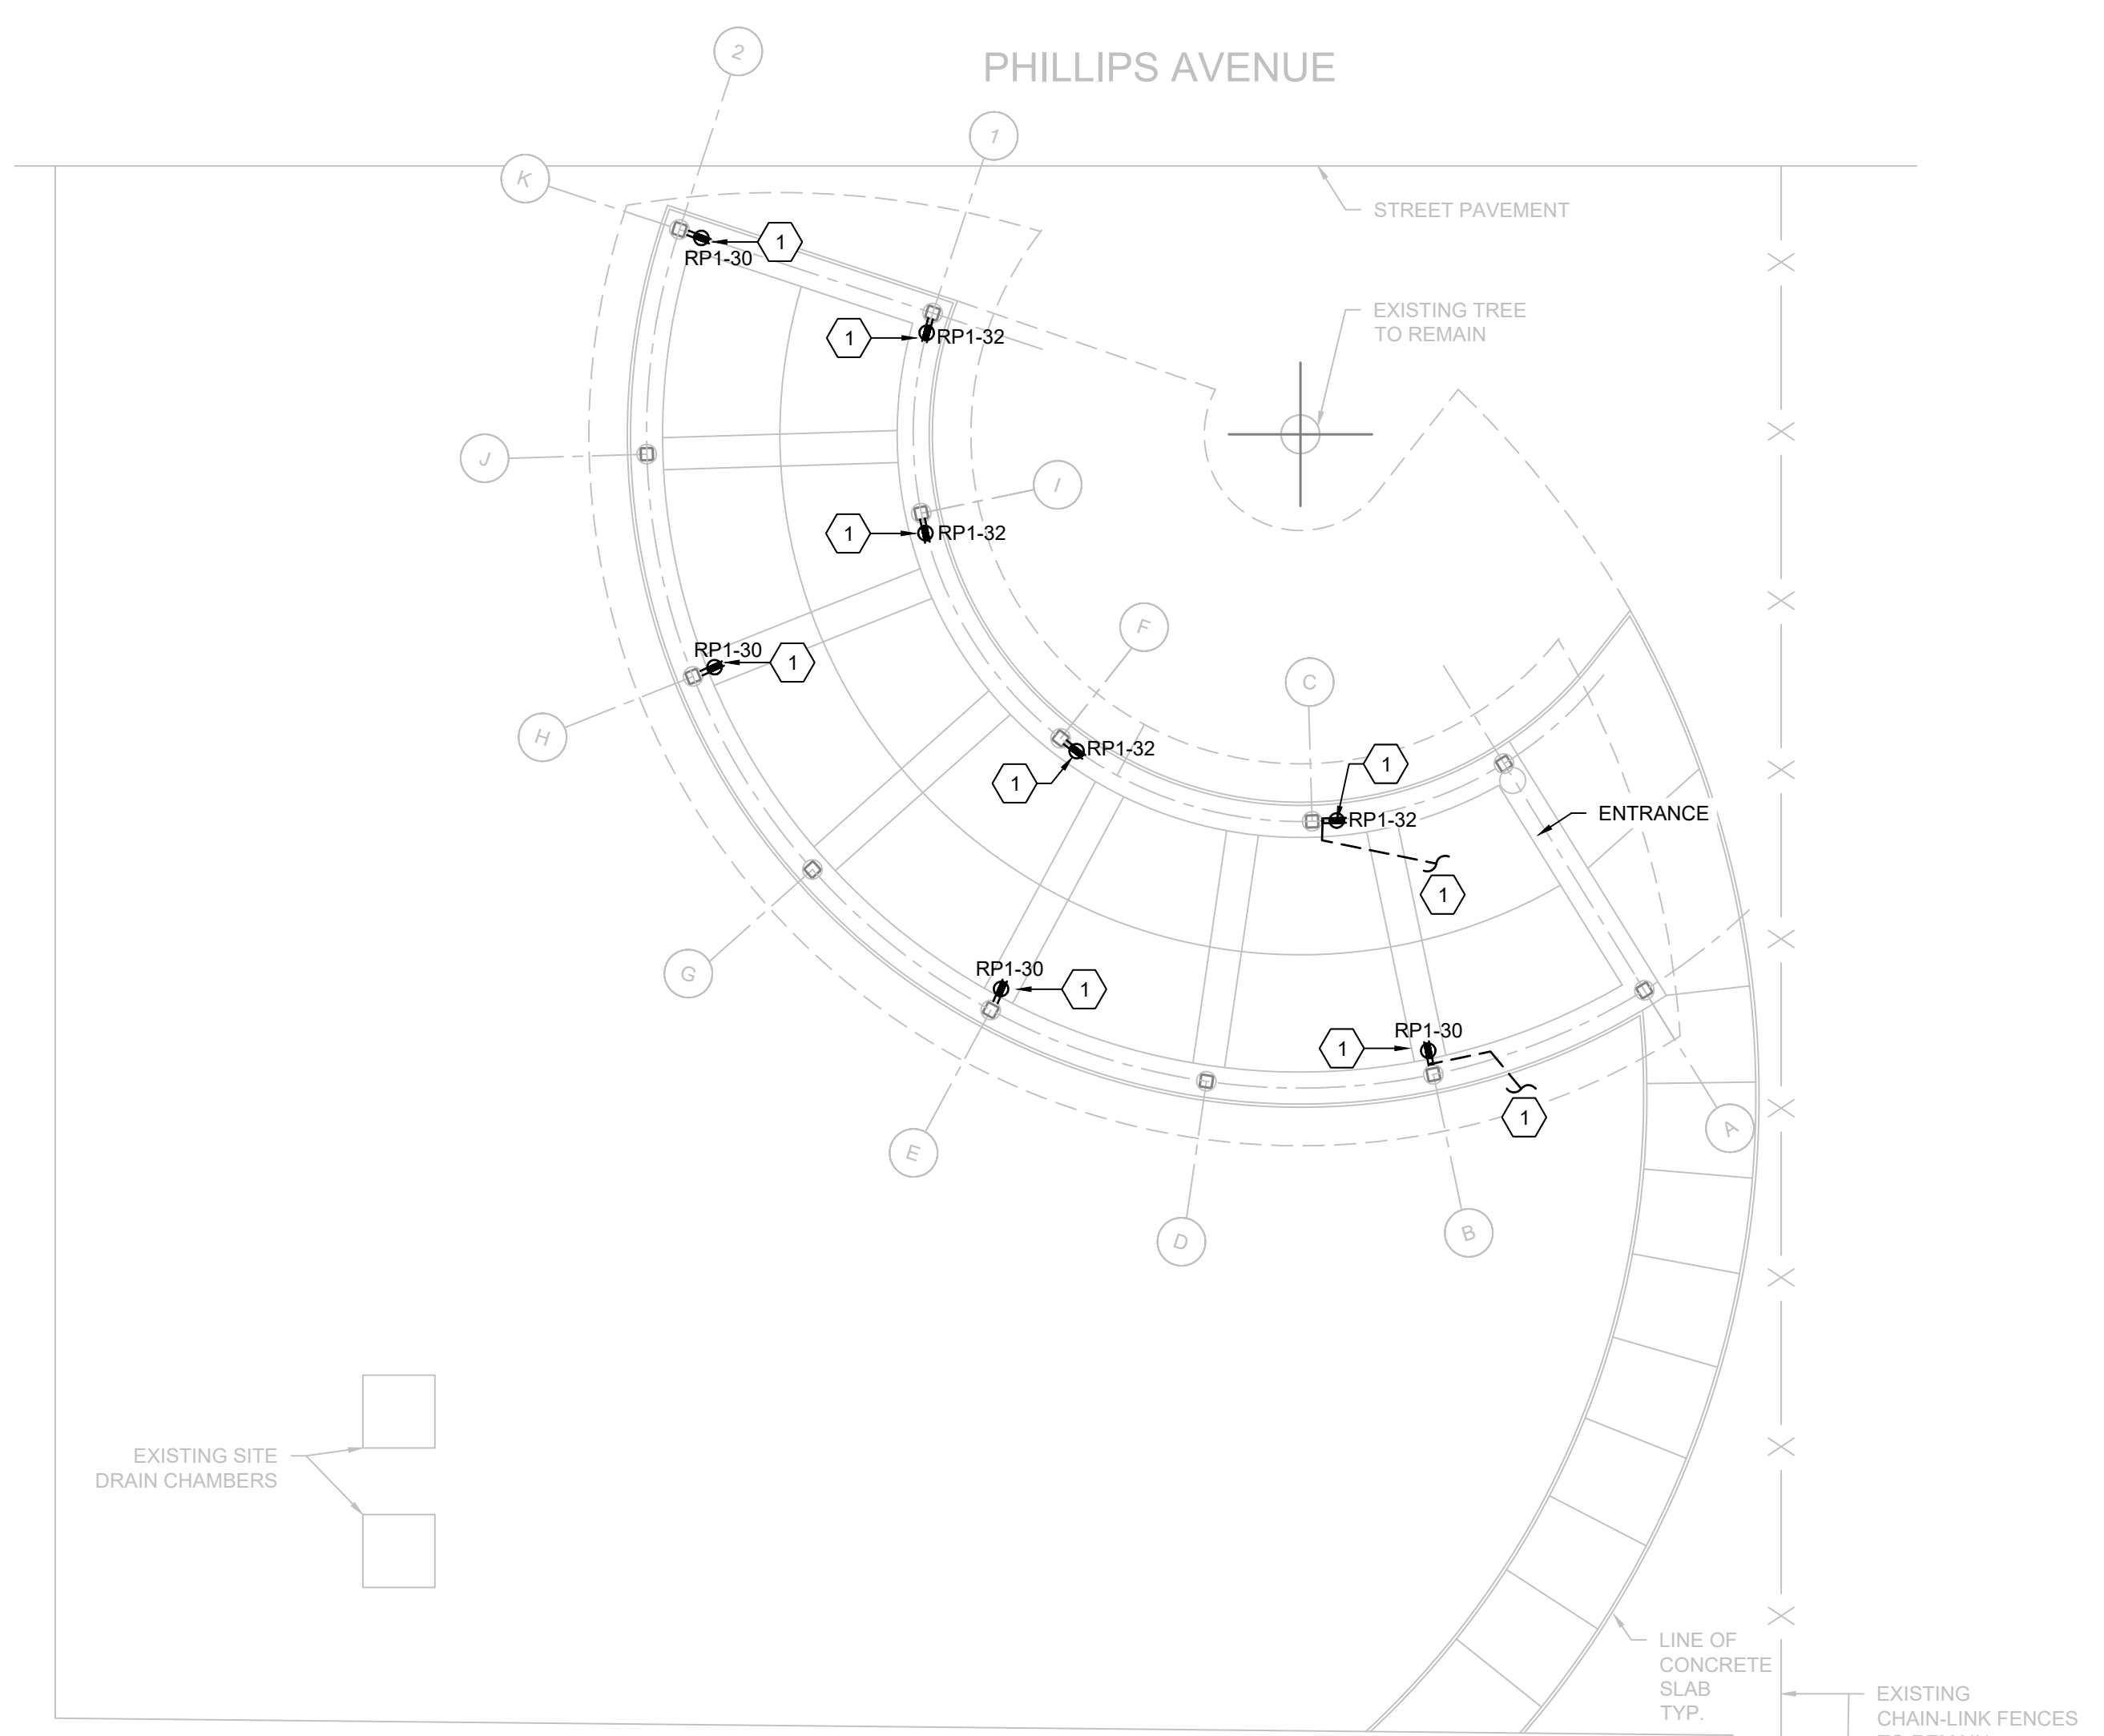 PHILLIPS AVENUE
2
1
K
STREET PAVEMENT
1
RP1-30
EXISTING TREE
TO REMAIN
1
RP1-32
J
I
1
RP1-32
F
RP1-30
1
C
H
RP1-32
1
1
RP1-32
ENTRANCE
1
G
RP1-30
1
RP1-30
1
1
A
E
B
D
EXISTING SITE
DRAIN CHAMBERS
LINE OF
CONCRETE
SLAB
TYP.
EXISTING
CHAIN-LINK FENCES